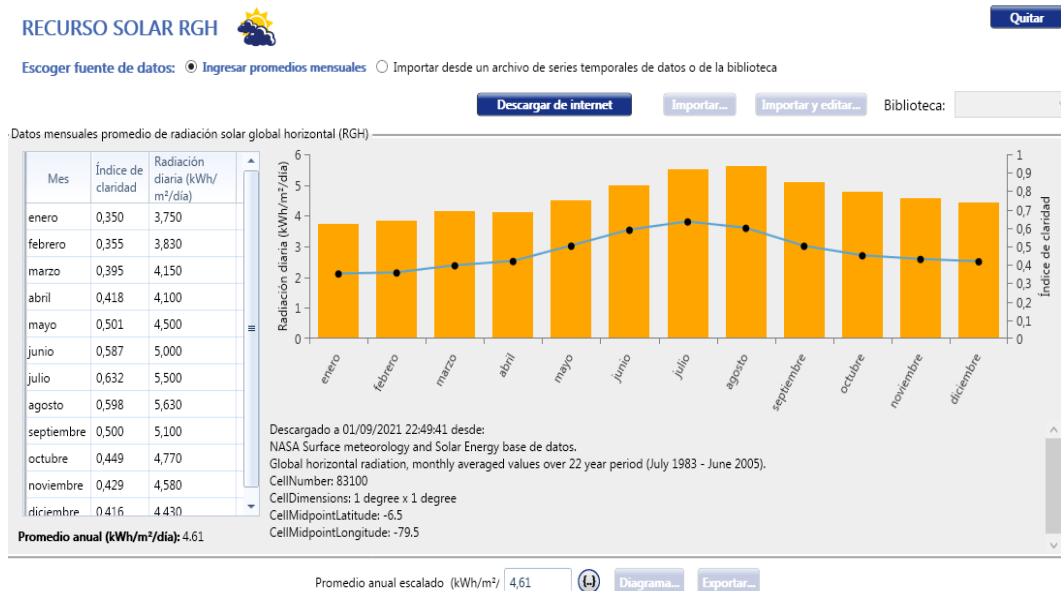 RECURSO SOLAR RGH
Quitar
Escoger fuente de datos: Ingresar promedios mensuales Importar desde un archivo de series temporales de datos o de la biblioteca
Descargar de internet Importar... Importar y editar... Biblioteca:
Datos mensuales promedio de radiación solar global horizontal (RGH)
Mes Índice de claridad Radiación diaria (kWh/m²/día)
enero 0,350 3,750
febrero 0,355 3,830
marzo 0,395 4,150
abril 0,418 4,100
mayo 0,501 4,500
junio 0,587 5,000
julio 0,632 5,500
agosto 0,598 5,630
septiembre 0,500 5,100
octubre 0,449 4,770
noviembre 0,429 4,580
diciembre 0,416 4,430
Promedio anual (kWh/m²/día): 4.61
Radiación diaria (kWh/m²/día)
6
5
4
3
2
1
0
1
0,9
0,8
0,7
0,6
0,5
0,4
0,3
0,2
0,1
0
Índice de claridad
enero febrero marzo abril mayo junio julio agosto septiembre octubre noviembre diciembre
Descargado a 01/09/2021 22:49:41 desde:
NASA Surface meteorology and Solar Energy base de datos.
Global horizontal radiation, monthly averaged values over 22 year period (July 1983 - June 2005).
CellNumber: 83100
CellDimensions: 1 degree x 1 degree
CellMidpointLatitude: -6.5
CellMidpointLongitude: -79.5
Promedio anual escalado (kWh/m²/ 4,61 {..} Diagrama... Exportar...